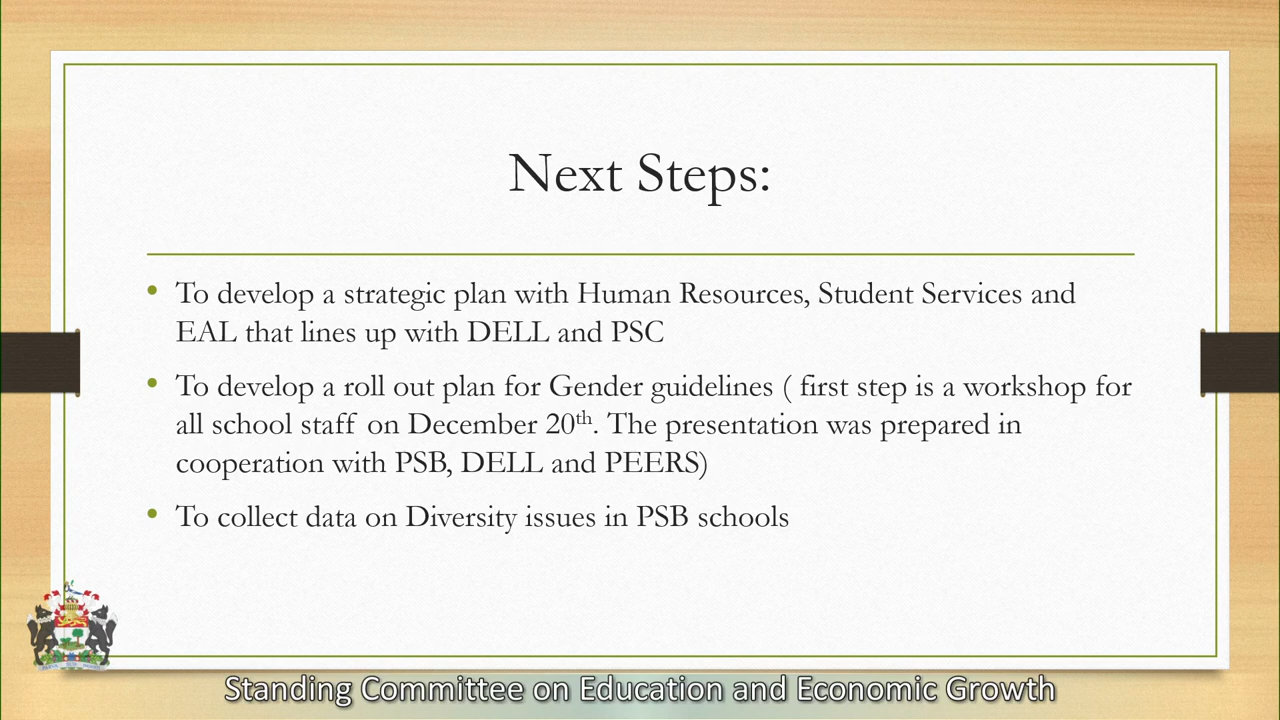 Next Steps:
• To develop a strategic plan with Human Resources, Student Services and
EAL that lines up with DELL and PSC
• To develop a roll out plan for Gender guidelines ( first step is a workshop for
all school staff on December 20th. The presentation was prepared in
cooperation with PSB, DELL and PEERS)
• To collect data on Diversity issues in PSB schools
Standing Committee on Education and Economic Growth